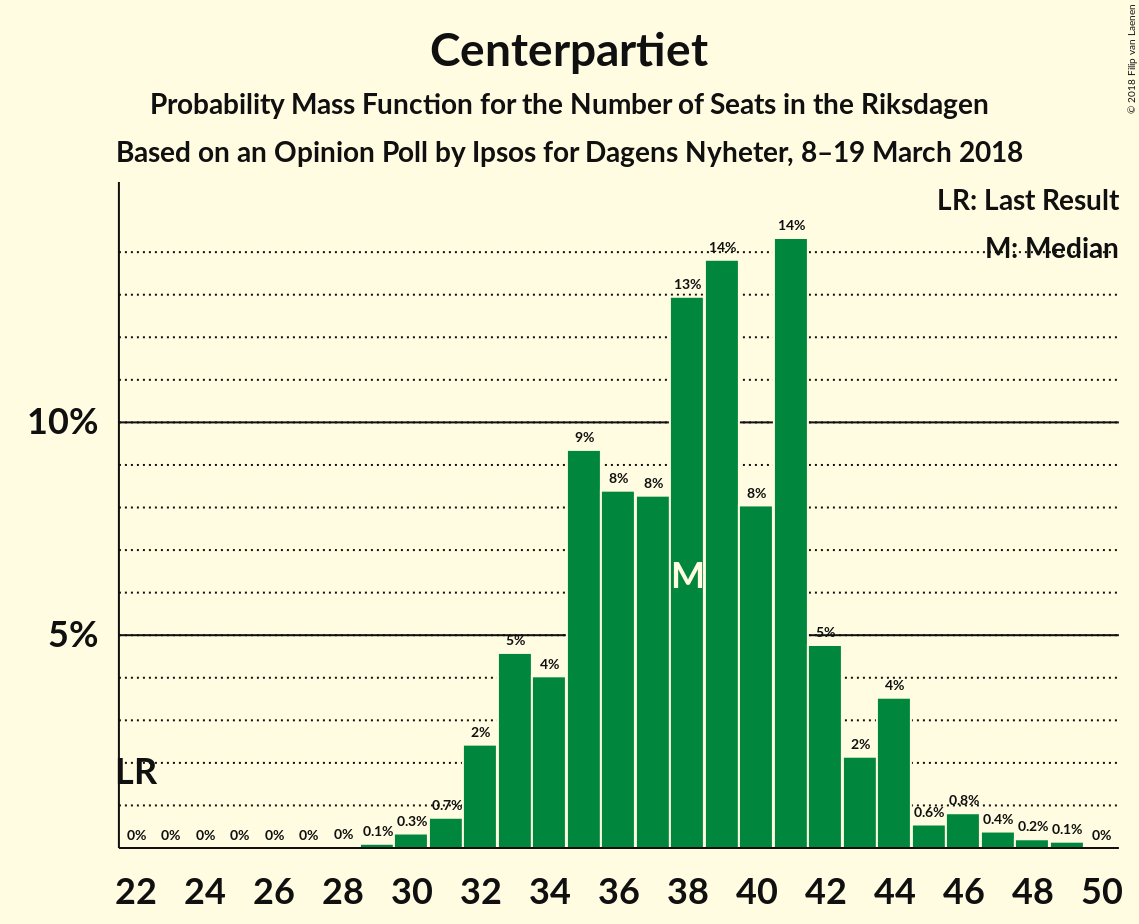 Centerpartiet
Probability Mass Function for the Number of Seats in the Riksdagen
Based on an Opinion Poll by Ipsos for Dagens Nyheter, 8–19 March 2018
© 2018 Filip van Laenen
LR: Last Result
M: Median
10%
5%
LR
M
0% 0% 0% 0% 0% 0% 0% 0.1% 0.3% 0.7% 2% 5% 4% 9% 8% 8% 13% 14% 8% 14% 5% 2% 4% 0.6% 0.8% 0.4% 0.2% 0.1% 0%
22 24 26 28 30 32 34 36 38 40 42 44 46 48 50